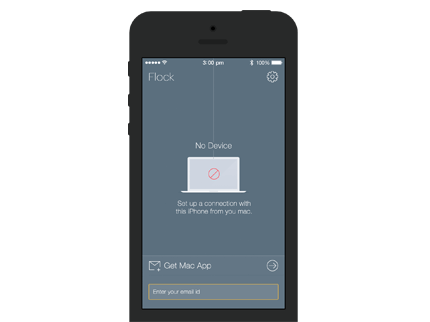 3:06 pm 100%
Flock
No Device
Set up a connection with
this iPhone from you mac.
Get Mac App
Enter your email id